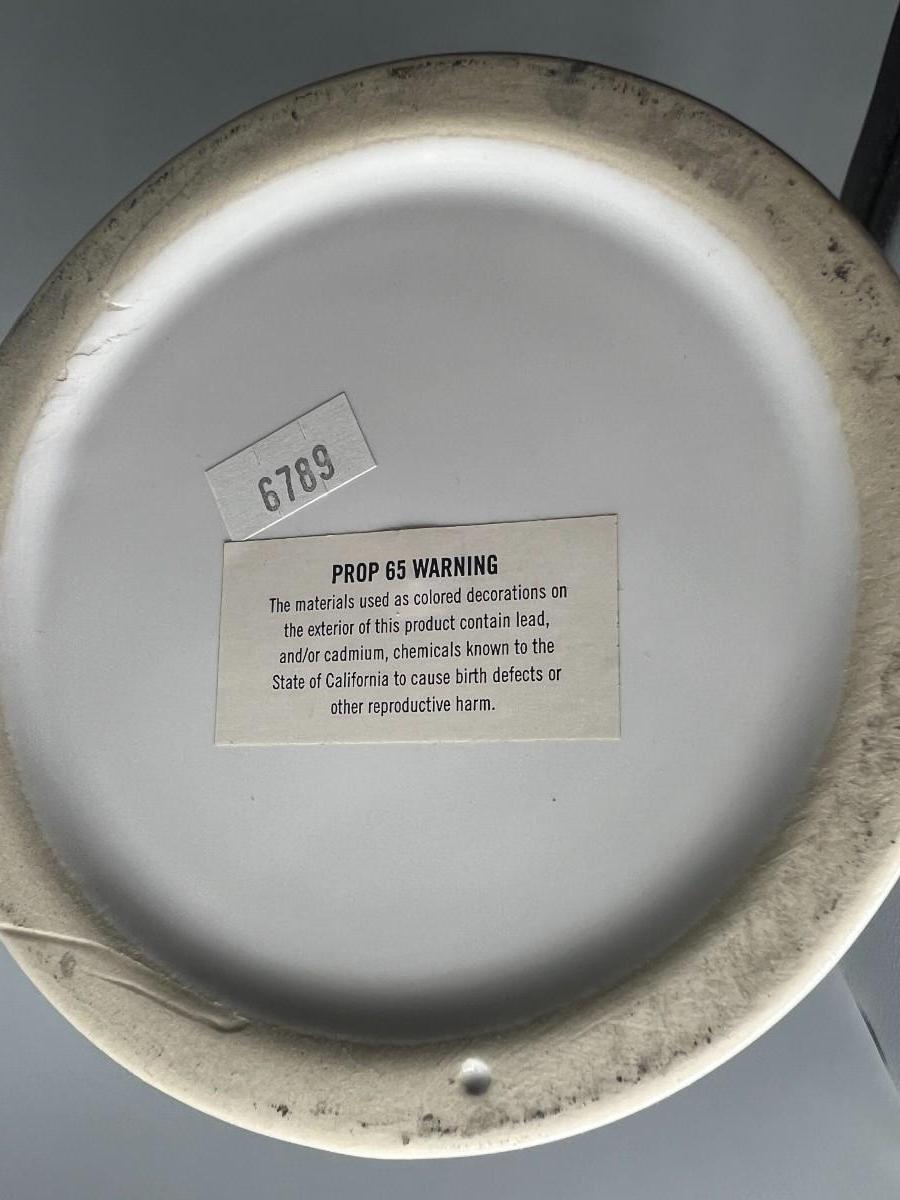 6789
PROP 65 WARNING
The materials used as colored decorations on
the exterior of this product contain lead,
and/or cadmium, chemicals known to the
State of California to cause birth defects or
other reproductive harm.